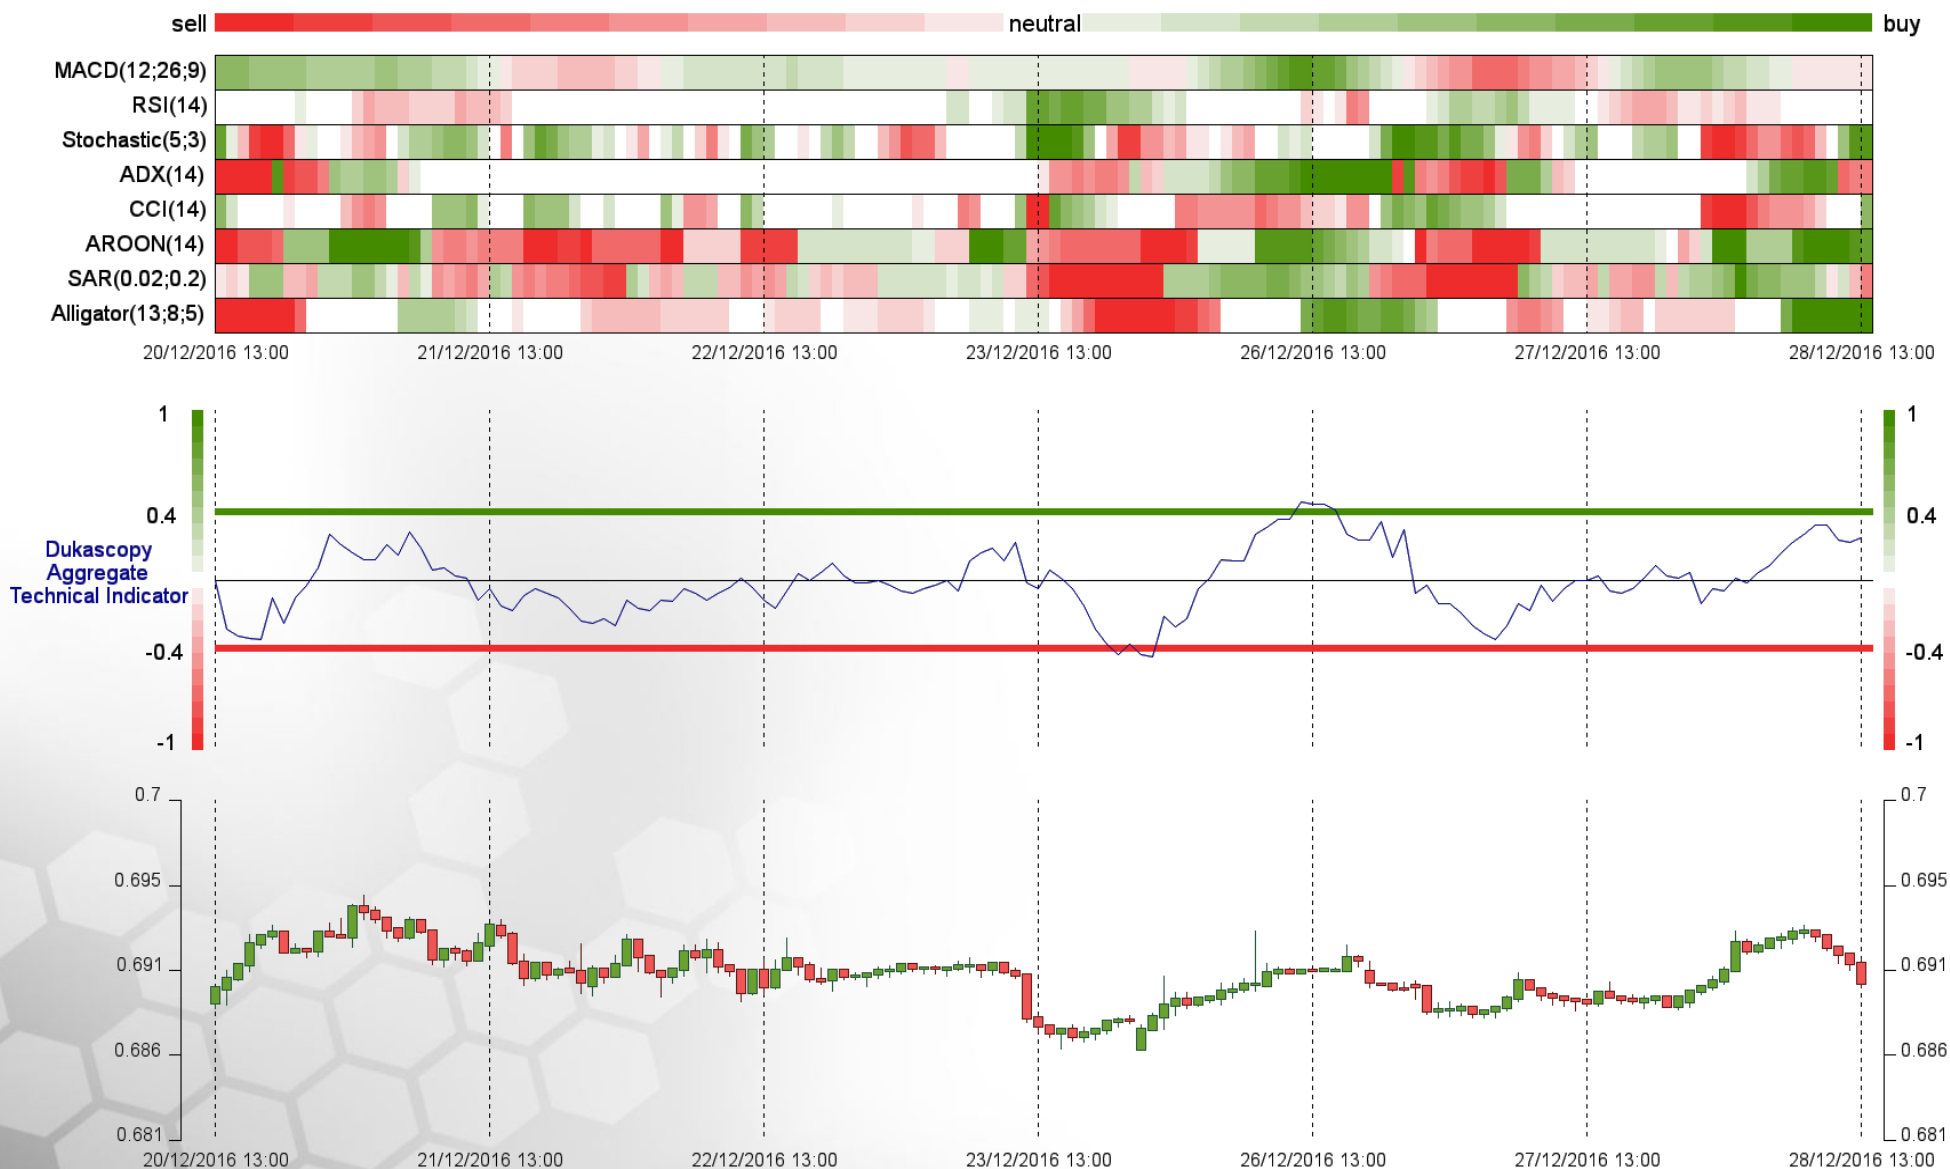 sell neutral buy
MACD(12;26;9)
RSI(14)
Stochastic(5;3)
ADX(14)
CCI(14)
AROON(14)
SAR(0.02;0.2)
Alligator(13;8;5)
20/12/2016 13:00 21/12/2016 13:00 22/12/2016 13:00 23/12/2016 13:00 26/12/2016 13:00 27/12/2016 13:00 28/12/2016 13:00
1 1
0.4 0.4
Dukascopy
Aggregate
Technical Indicator
-0.4 -0.4
-1 -1
0.7 0.7
0.695 0.695
0.691 0.691
0.686 0.686
0.681 0.681
20/12/2016 13:00 21/12/2016 13:00 22/12/2016 13:00 23/12/2016 13:00 26/12/2016 13:00 27/12/2016 13:00 28/12/2016 13:00